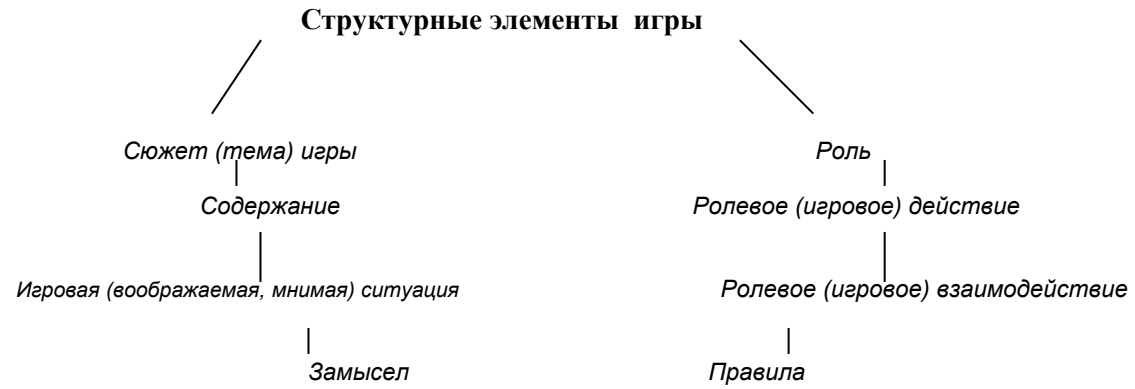 Структурные элементы игры
Сюжет (тема) игры
Роль
Содержание
Ролевое (игровое) действие
Игровая (воображаемая, мнимая) ситуация
Ролевое (игровое) взаимодействие
Замысел
Правила